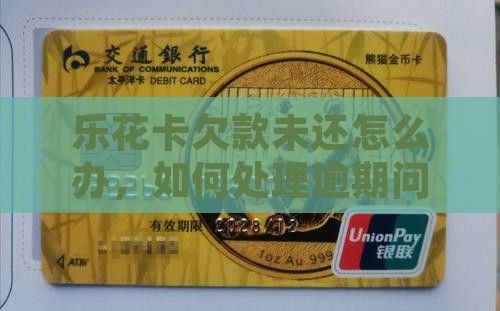 交通銀行
BANK OF COMMUNICATIONS
太平洋卡 DEBIT CARD
熊猫金币卡
乐花卡欠款未还怎么
办，如何处理逾期问
有效期限 2028/12
1oz Au.999
ATM
UnionPay
银联